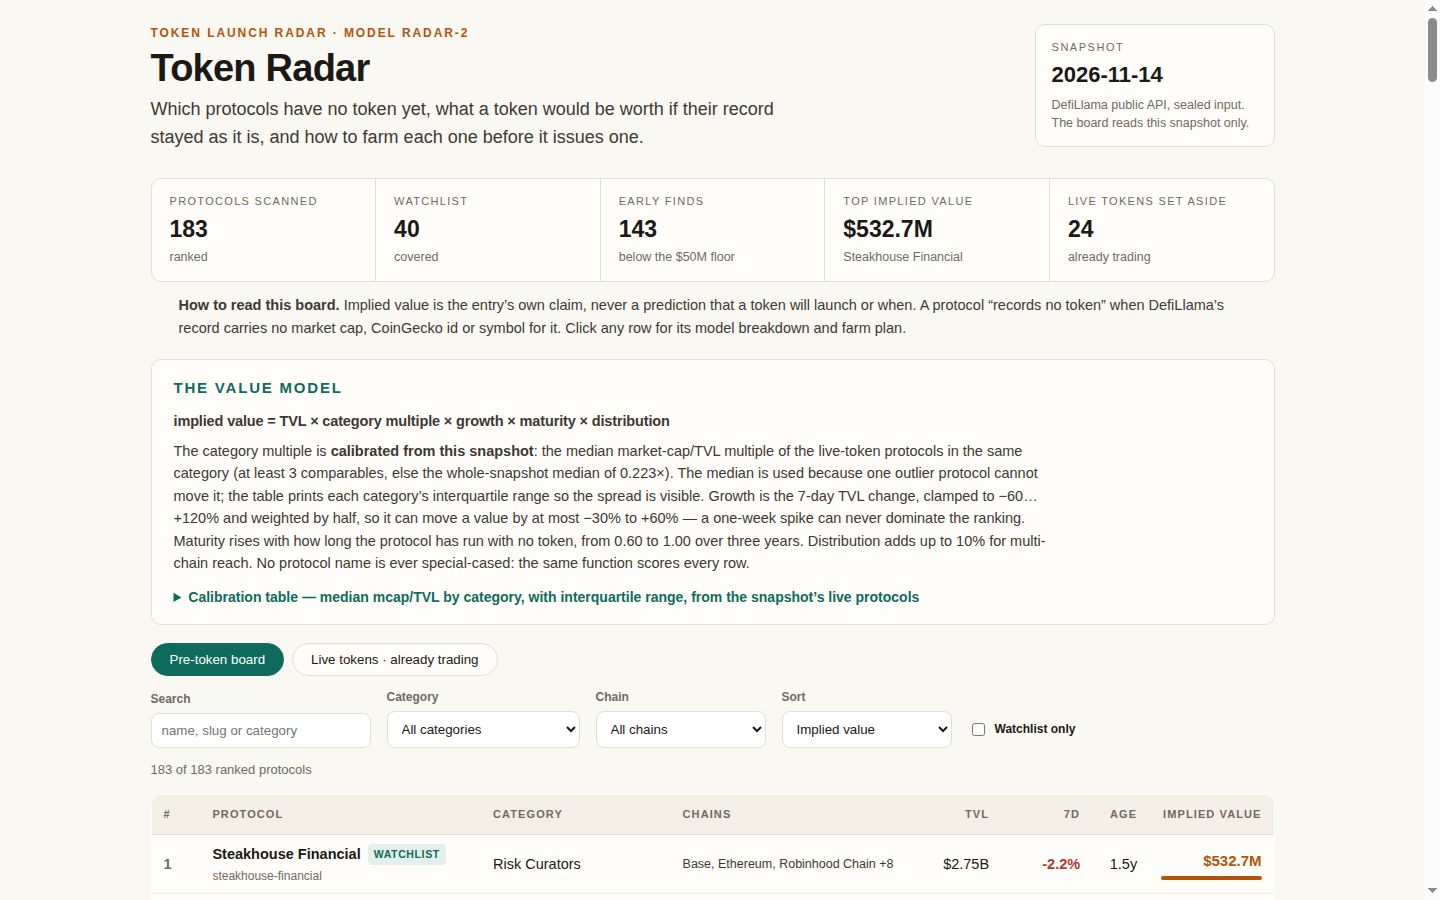 TOKEN LAUNCH RADAR · MODEL RADAR-2
Token Radar
Which protocols have no token yet, what a token would be worth if their record
stayed as it is, and how to farm each one before it issues one.
SNAPSHOT
2026-11-14
DefiLlama public API, sealed input.
The board reads this snapshot only.
PROTOCOLS SCANNED
183
ranked
WATCHLIST
40
covered
EARLY FINDS
143
below the $50M floor
TOP IMPLIED VALUE
$532.7M
Steakhouse Financial
LIVE TOKENS SET ASIDE
24
already trading
How to read this board. Implied value is the entry’s own claim, never a prediction that a token will launch or when. A protocol “records no token” when DefiLlama’s
record carries no market cap, CoinGecko id or symbol for it. Click any row for its model breakdown and farm plan.
THE VALUE MODEL
implied value = TVL × category multiple × growth × maturity × distribution
The category multiple is calibrated from this snapshot: the median market-cap/TVL multiple of the live-token protocols in the same
category (at least 3 comparables, else the whole-snapshot median of 0.223×). The median is used because one outlier protocol cannot
move it; the table prints each category’s interquartile range so the spread is visible. Growth is the 7-day TVL change, clamped to −60…
+120% and weighted by half, so it can move a value by at most −30% to +60% — a one-week spike can never dominate the ranking.
Maturity rises with how long the protocol has run with no token, from 0.60 to 1.00 over three years. Distribution adds up to 10% for multi-
chain reach. No protocol name is ever special-cased: the same function scores every row.
▶ Calibration table — median mcap/TVL by category, with interquartile range, from the snapshot’s live protocols
Pre-token board
Live tokens · already trading
Search
Category
Chain
Sort
name, slug or category
All categories
All chains
Implied value
Watchlist only
183 of 183 ranked protocols
# PROTOCOL CATEGORY CHAINS TVL 7D AGE IMPLIED VALUE
1 Steakhouse Financial WATCHLIST Risk Curators Base, Ethereum, Robinhood Chain +8 $2.75B -2.2% 1.5y $532.7M
steakhouse-financial